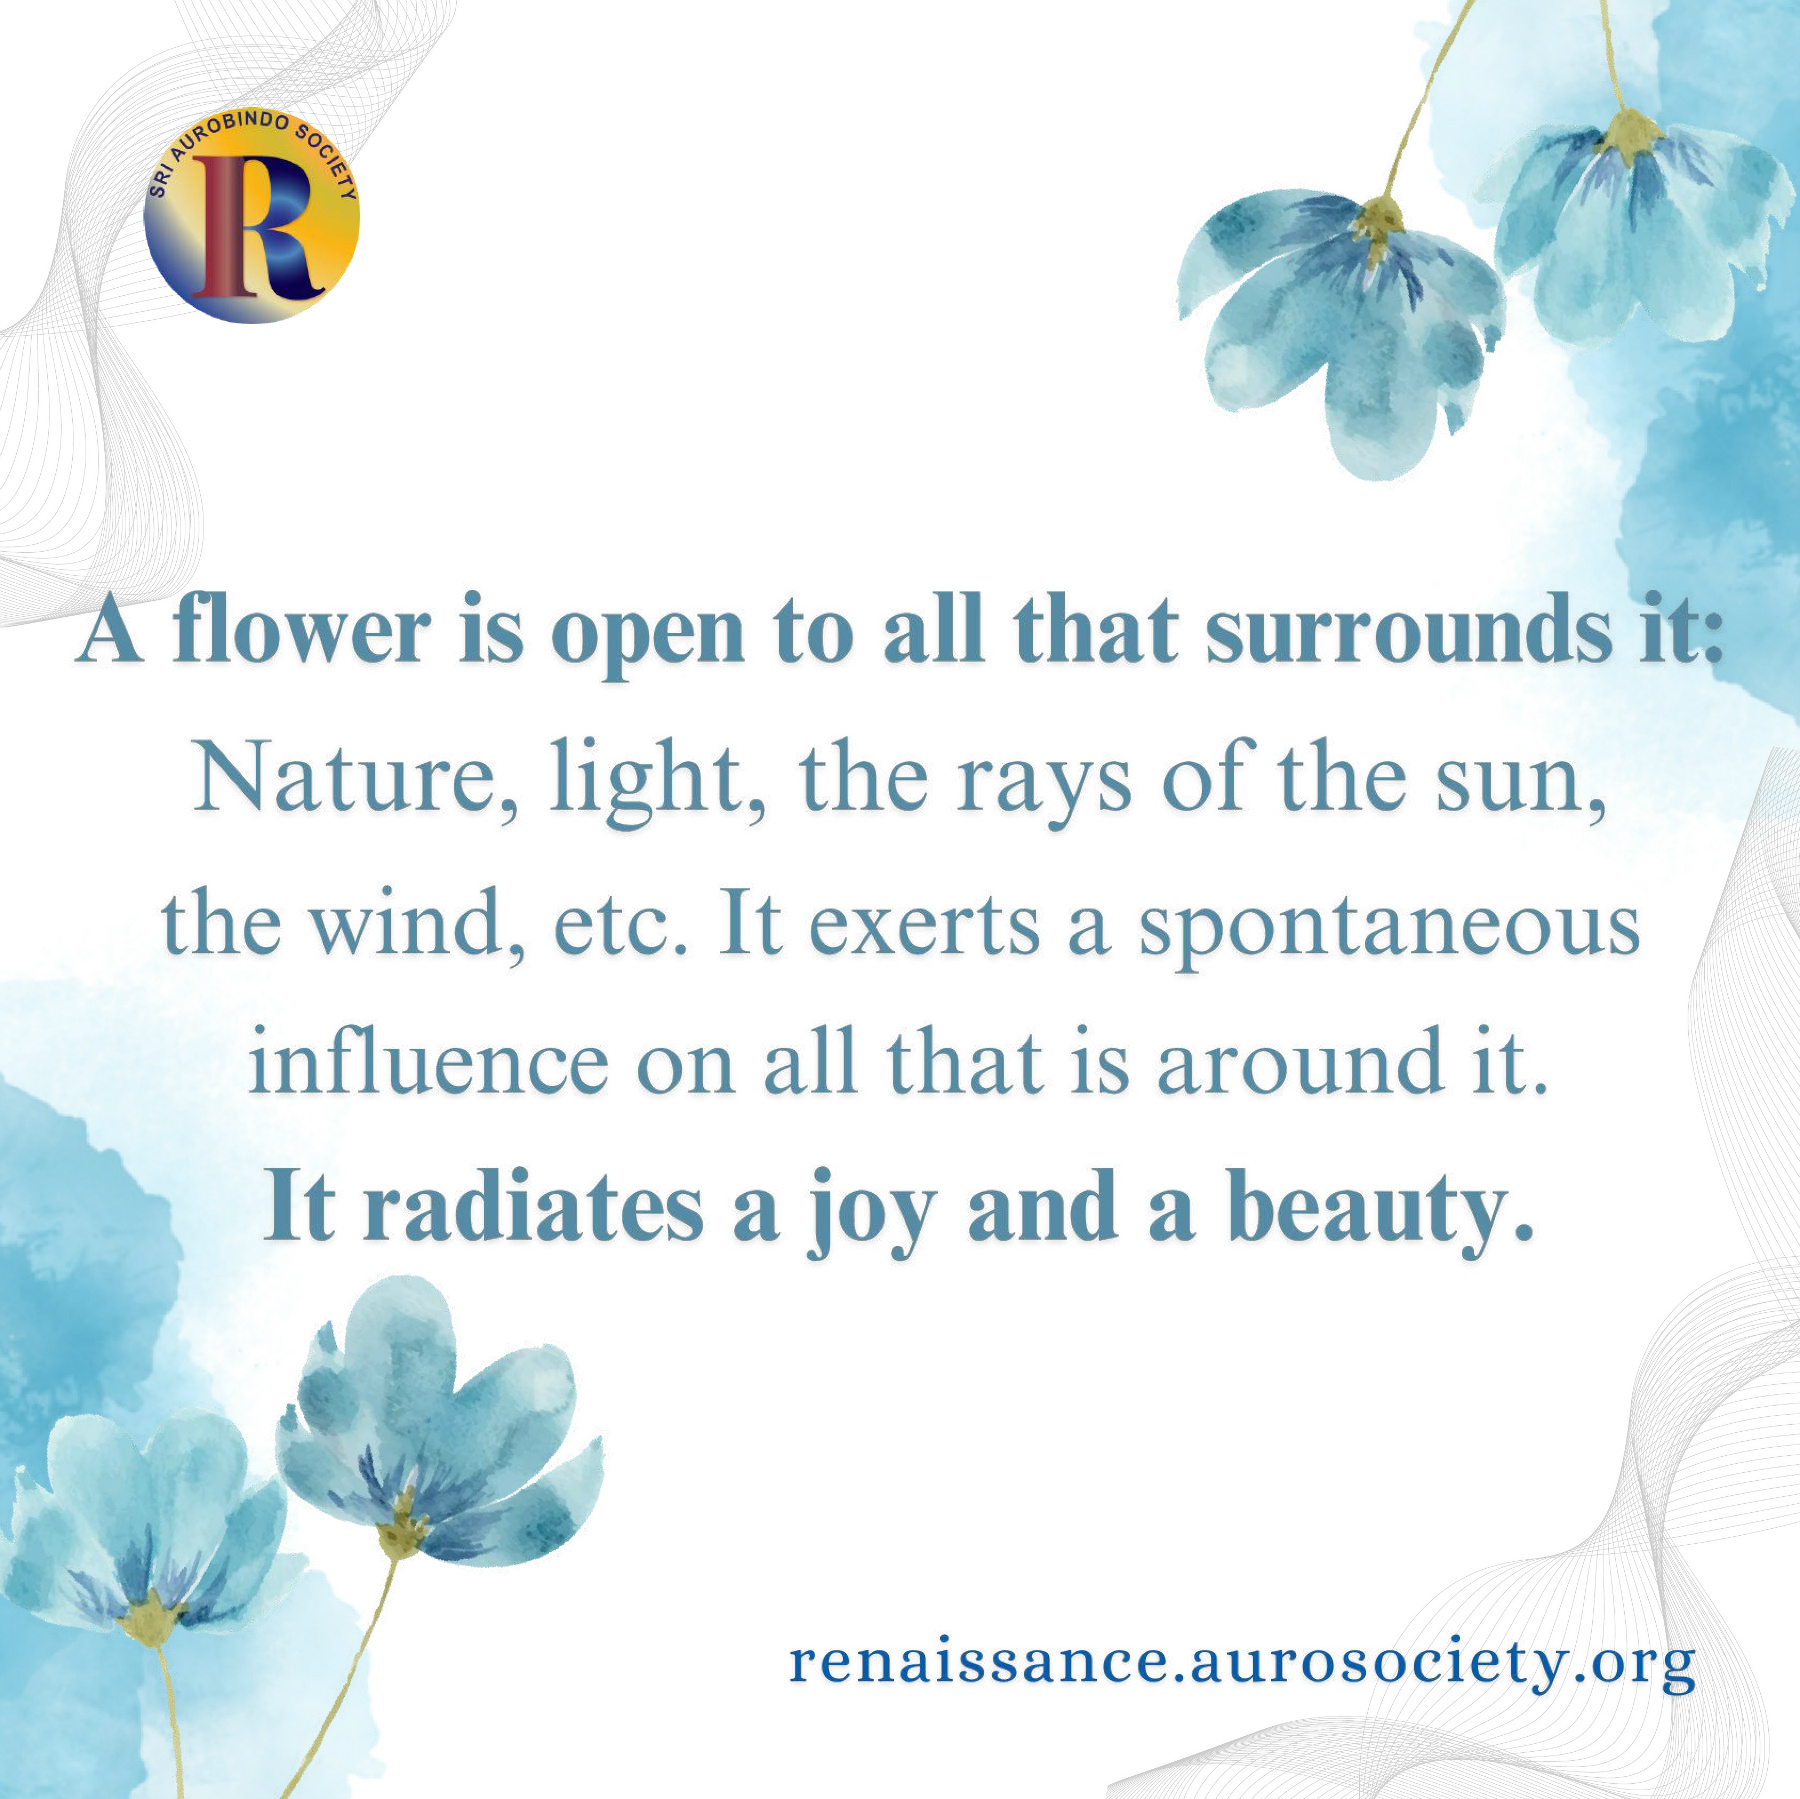 SRI AUROBINDO SOCIETY
R
A flower is open to all that surrounds it:
Nature, light, the rays of the sun,
the wind, etc. It exerts a spontaneous
influence on all that is around it.
It radiates a joy and a beauty.
renaissance.aurosociety.org